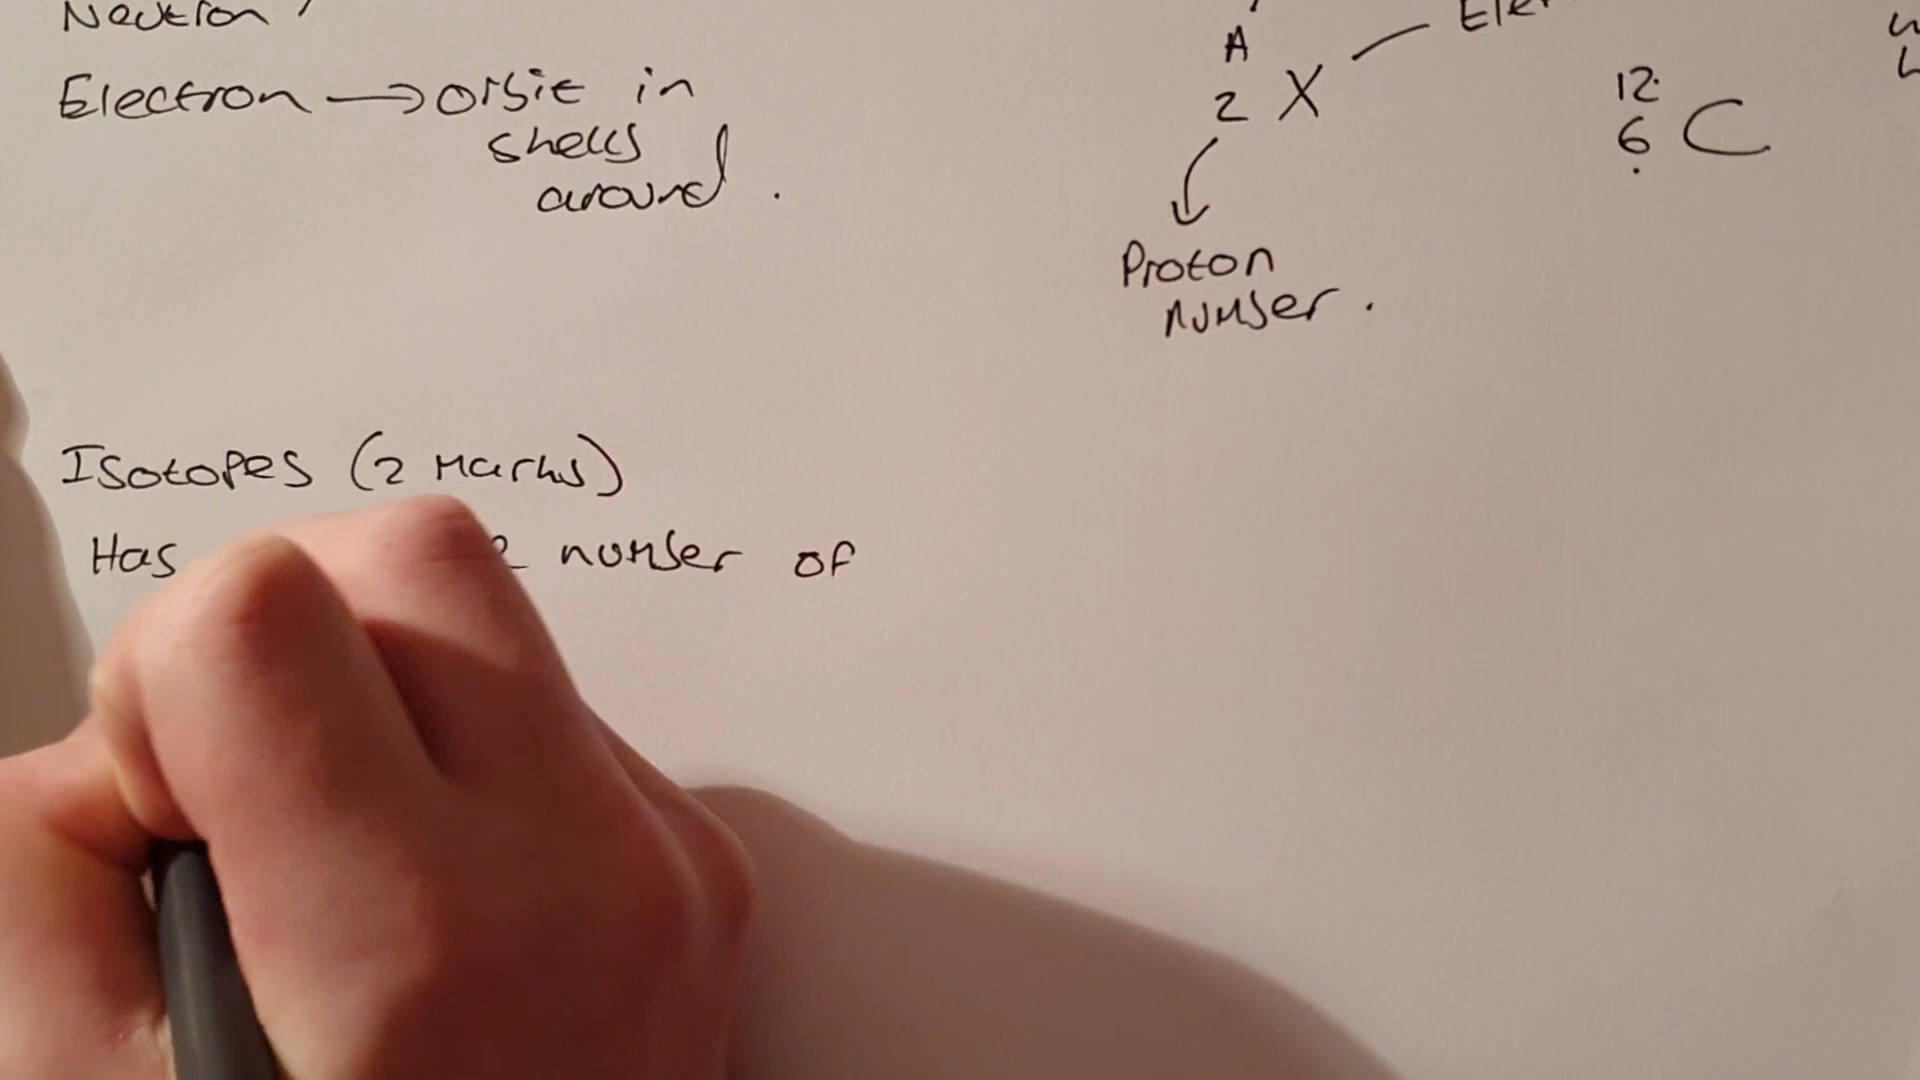 Neutron
Electron → orbit in
shells
around.
A
Z X
Proton
number.
12
6 C
Isotopes (2 Marks)
Has number of